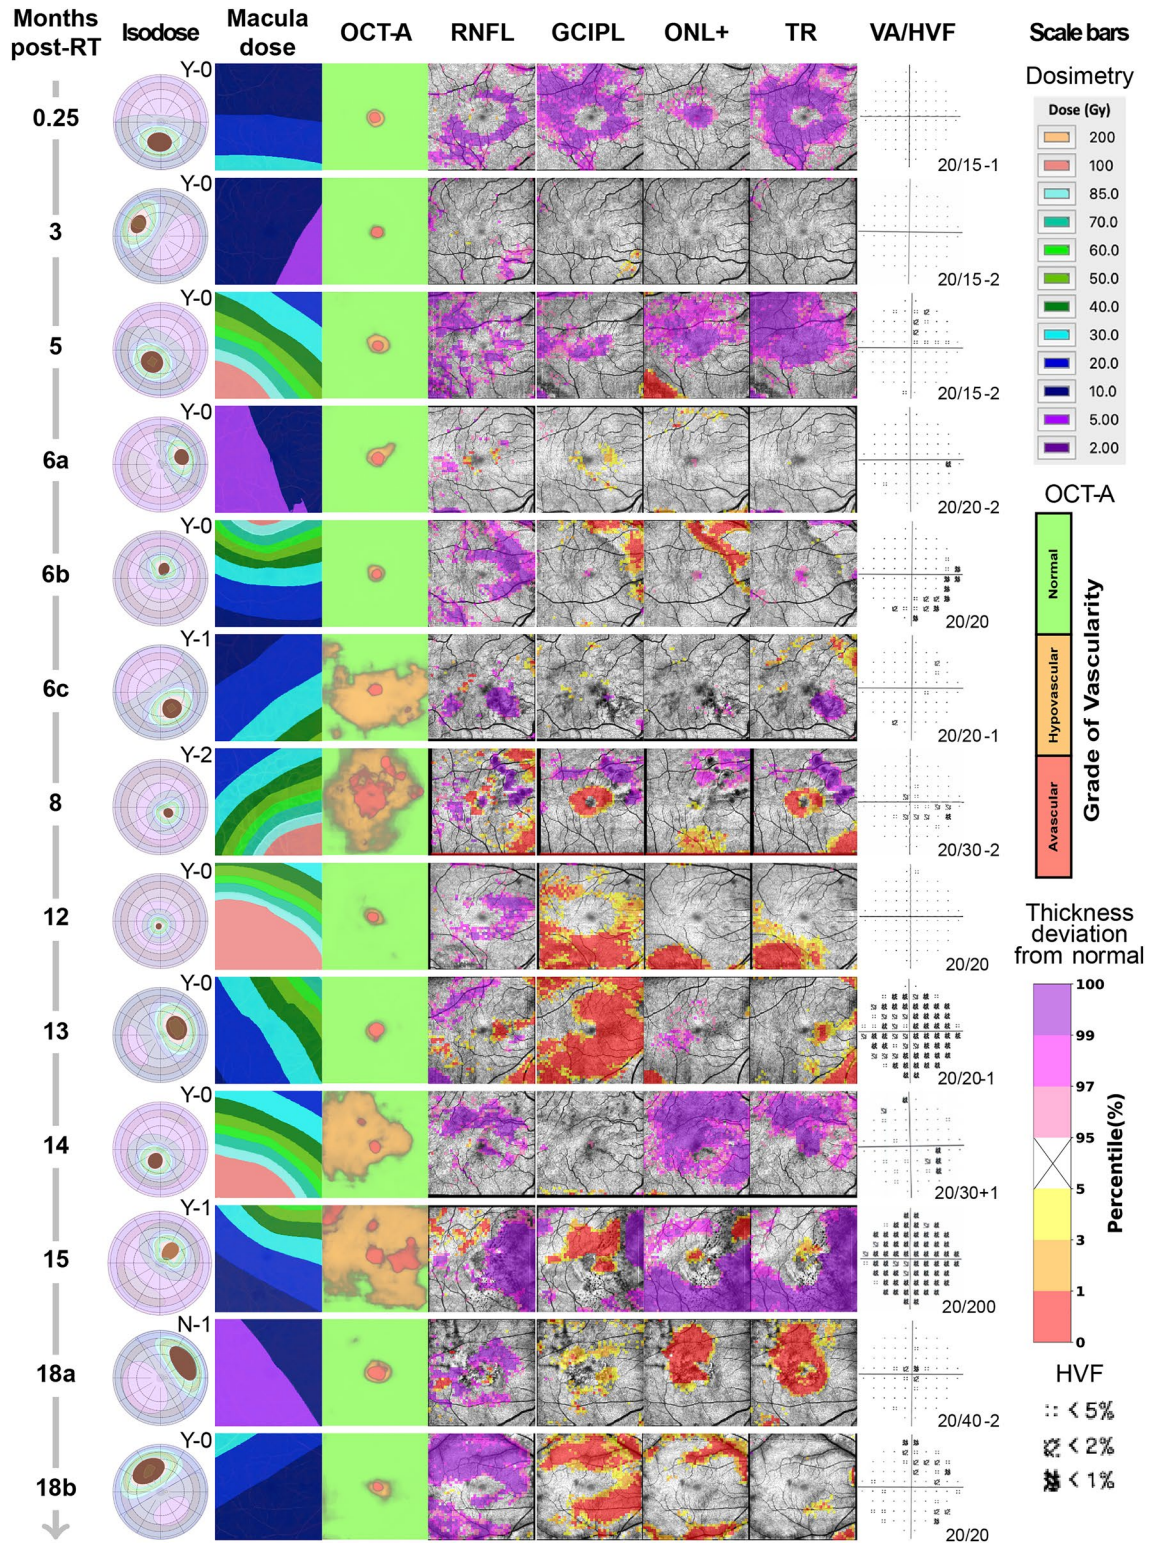 Months post-RT
Isodose
Macula dose
OCT-A
RNFL
GCIPL
ONL+
TR
VA/HVF
Scale bars
0.25
Y-0
20/15-1
3
Y-0
20/15-2
5
Y-0
20/15-2
6a
Y-0
20/20-2
6b
Y-0
20/20
6c
Y-1
20/20-1
8
Y-2
20/30-2
12
Y-0
20/20
13
Y-0
20/20-1
14
Y-0
20/30+1
15
Y-1
20/200
18a
N-1
20/40-2
18b
Y-0
20/20
Dosimetry
Dose (Gy)
200
100
85.0
70.0
60.0
50.0
40.0
30.0
20.0
10.0
5.00
2.00
OCT-A
Normal
Hypovascular
Avascular
Grade of Vascularity
Thickness
deviation
from normal
100
99
97
95
5
3
1
0
Percentile(%)
HVF
< 5%
< 2%
< 1%